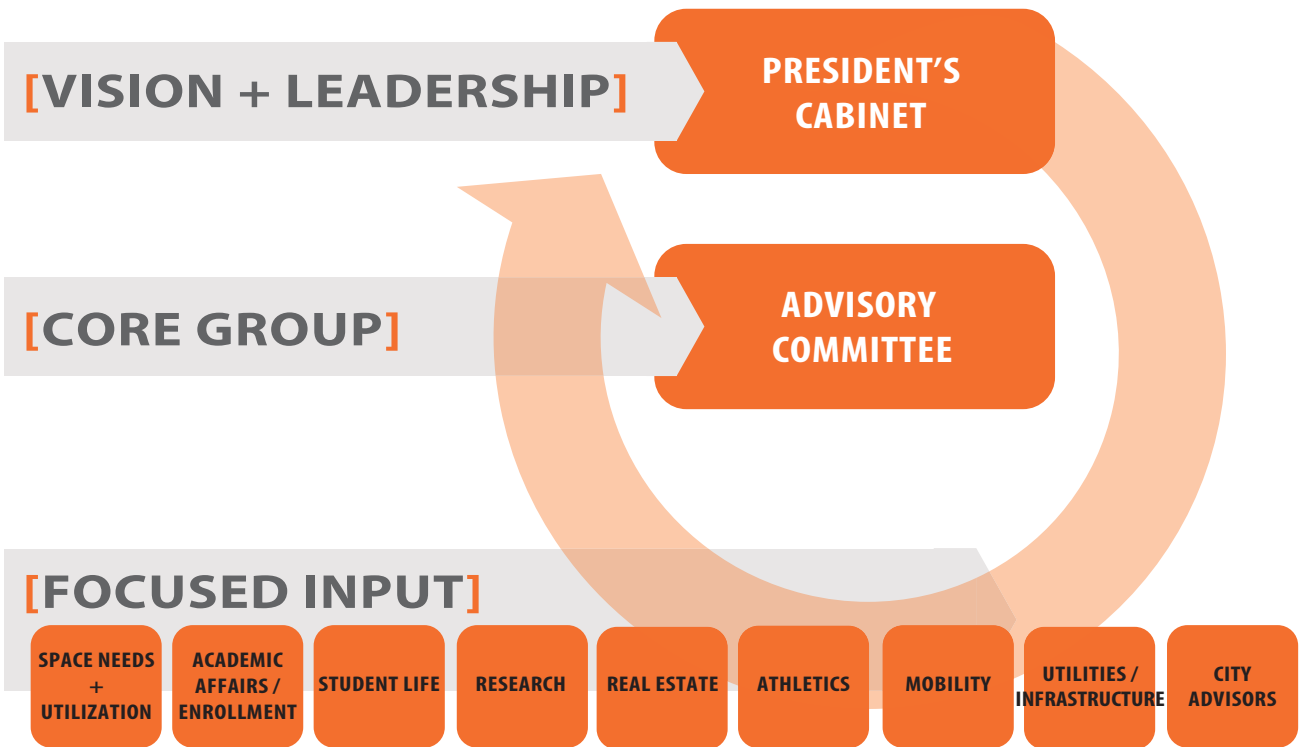 [VISION + LEADERSHIP]
PRESIDENT'S
CABINET
[CORE GROUP]
ADVISORY
COMMITTEE
[FOCUSED INPUT]
SPACE NEEDS
+
UTILIZATION
ACADEMIC
AFFAIRS /
ENROLLMENT
STUDENT LIFE
RESEARCH
REAL ESTATE
ATHLETICS
MOBILITY
UTILITIES /
INFRASTRUCTURE
CITY
ADVISORS